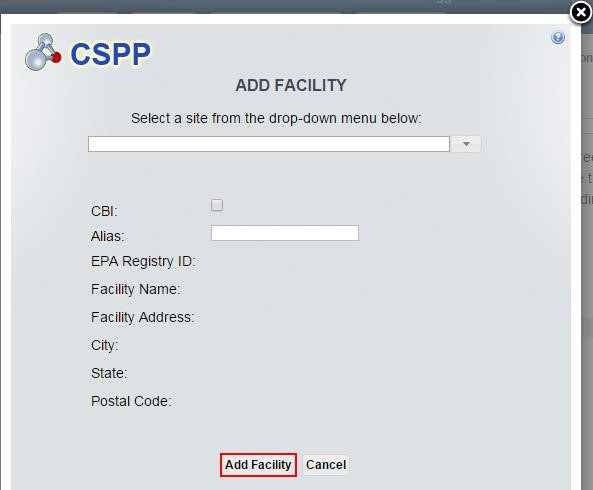 CSPP
ADD FACILITY
Select a site from the drop-down menu below:
CBI:
Alias:
EPA Registry ID:
Facility Name:
Facility Address:
City:
State:
Postal Code:
Add Facility Cancel